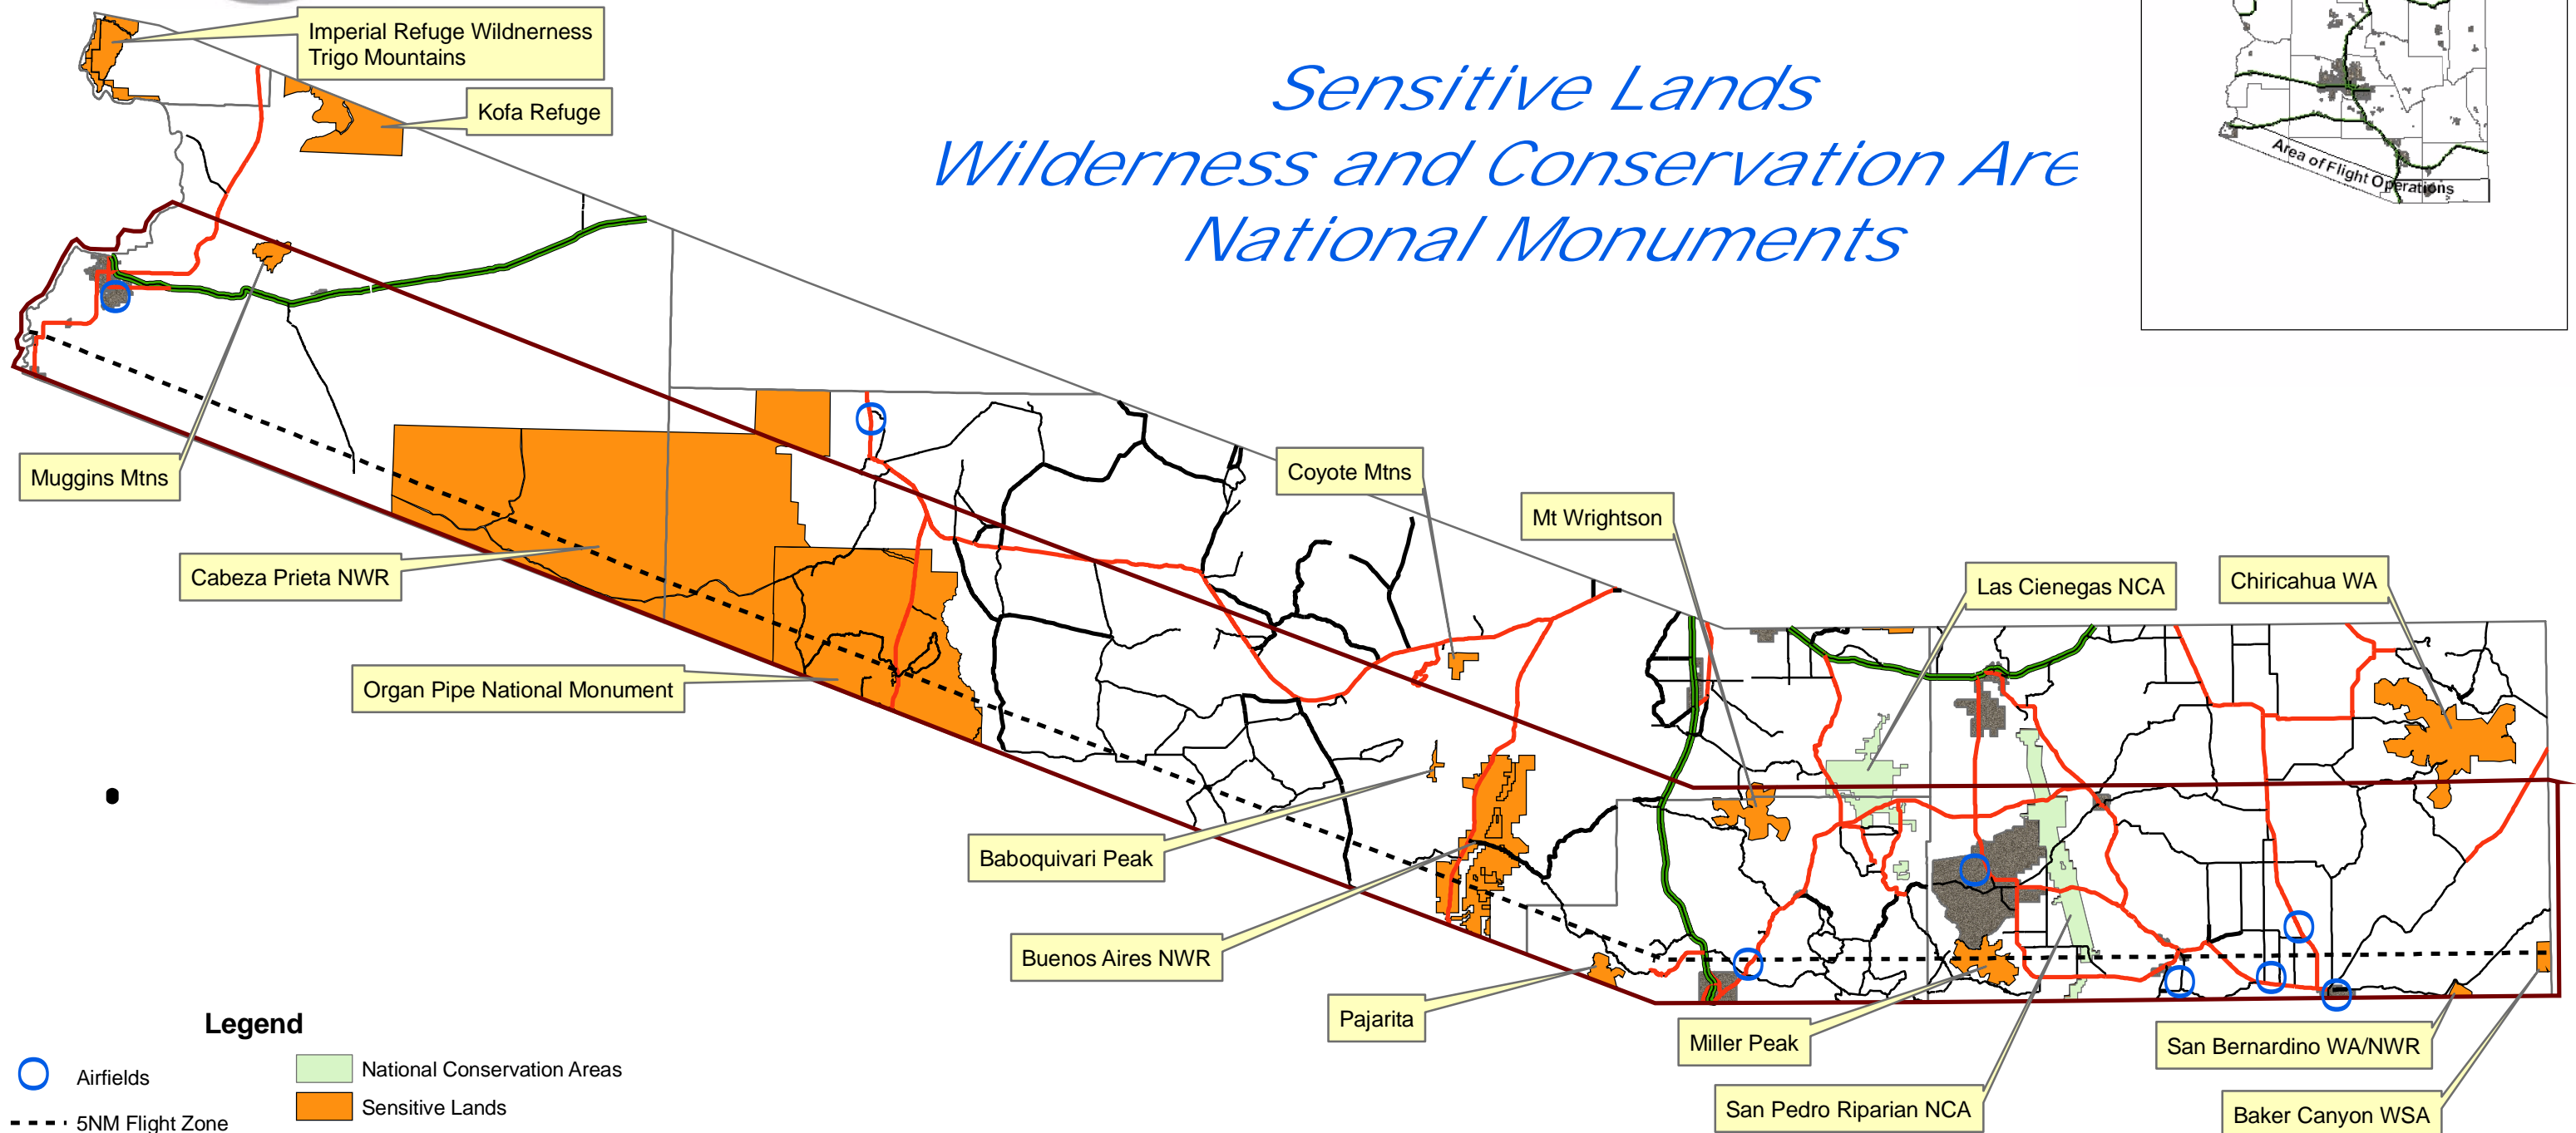 Imperial Refuge Wildnerness
Trigo Mountains
Kofa Refuge
Sensitive Lands
Wilderness and Conservation Are
National Monuments
Area of Flight Operations
Muggins Mtns
Coyote Mtns
Mt Wrightson
Cabeza Prieta NWR
Las Cienegas NCA
Chiricahua WA
Organ Pipe National Monument
Baboquivari Peak
Buenos Aires NWR
Pajarita
Miller Peak
San Bernardino WA/NWR
San Pedro Riparian NCA
Baker Canyon WSA
Legend
Airfields
National Conservation Areas
Sensitive Lands
5NM Flight Zone